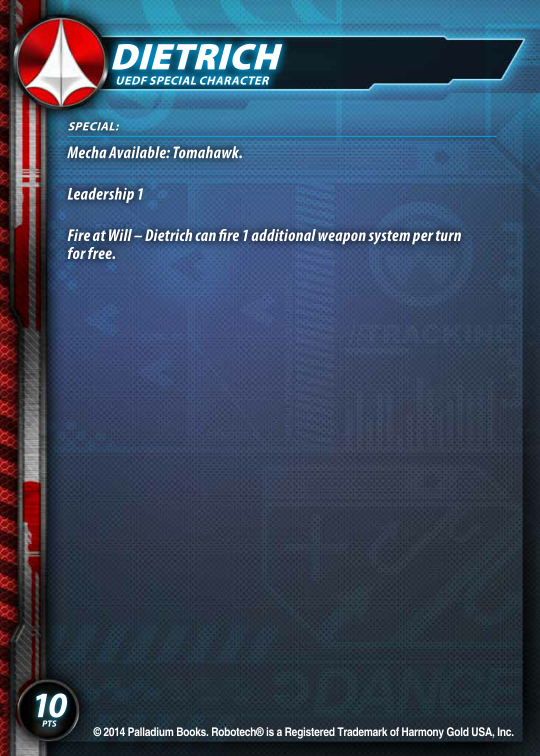 DIETRICH
UEDF SPECIAL CHARACTER
SPECIAL:
Mecha Available: Tomahawk.
Leadership 1
Fire at Will – Dietrich can fire 1 additional weapon system per turn
for free.
TRACKING
10
PTS
© 2014 Palladium Books. Robotech® is a Registered Trademark of Harmony Gold USA, Inc.